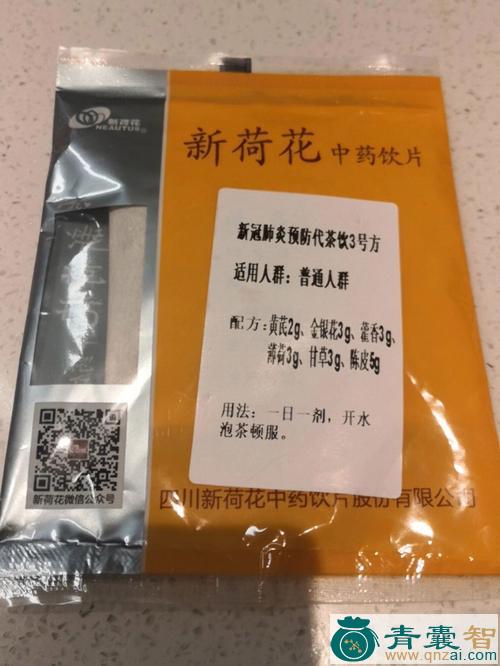 新荷花
NEAUTUS
新荷花 中药饮片
新冠肺炎预防代茶饮3号方
适用人群：普通人群
配方：黄芪2g、金银花3g、藿香3g、
薄荷3g、甘草3g、陈皮5g
用法：一日一剂，开水
泡茶顿服。
新荷花微信公众号
四川新荷花中药饮片股份有限公司
青囊智
www.qnzai.com